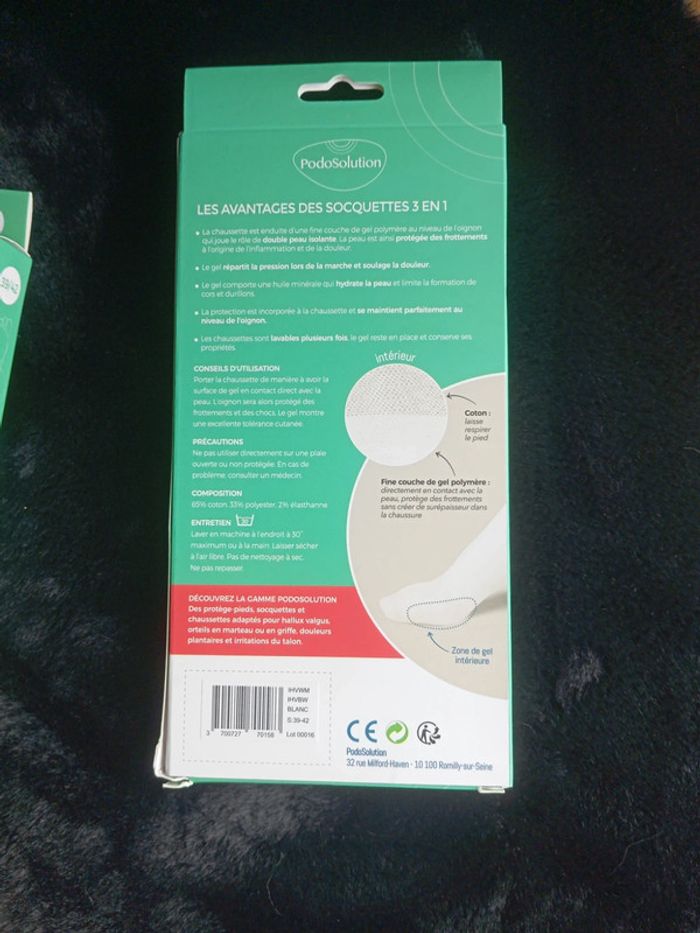 PodoSolution
LES AVANTAGES DES SOCQUETTES 3 EN 1
• La chaussette est enduite d'une fine couche de gel polymère au niveau de l'oignon
qui joue le rôle de double peau isolante. La peau est ainsi protégée des frottements
à l'origine de l'inflammation et de la douleur.
• Le gel répartit la pression lors de la marche et soulage la douleur.
• Le gel comporte une huile minérale qui hydrate la peau et limite la formation de
cors et durillons.
• La protection est incorporée à la chaussette et se maintient parfaitement au
niveau de l'oignon.
• Les chaussettes sont lavables plusieurs fois, le gel reste en place et conserve ses
propriétés.
CONSEILS D'UTILISATION
Porter la chaussette de manière à avoir la
surface de gel en contact direct avec la
peau. L'oignon sera alors protégé des
frottements et des chocs. Le gel montre
une excellente tolérance cutanée.
PRÉCAUTIONS
Ne pas utiliser directement sur une plaie
ouverte ou non protégée. En cas de
problème, consulter un médecin.
COMPOSITION
65% coton, 33% polyester, 2% élasthanne
ENTRETIEN 30°
Laver en machine à l'endroit à 30°
maximum ou à la main. Laisser sécher
à l'air libre. Pas de nettoyage à sec.
Ne pas repasser.
intérieur
Coton :
laisse
respirer
le pied
Fine couche de gel polymère :
directement en contact avec la
peau, protège des frottements
sans créer de surépaisseur dans
la chaussure
Zone de gel
intérieure
DÉCOUVREZ LA GAMME PODOSOLUTION
Des protège-pieds, socquettes et
chaussettes adaptés pour hallux valgus,
orteils en marteau ou en griffe, douleurs
plantaires et irritations du talon.
IHVWM
IHVBW
BLANC
S:39-42
Lot 00016
3 700727 70158
CE
PodoSolution
32 rue Milford-Haven - 10 100 Romilly-sur-Seine
39/42